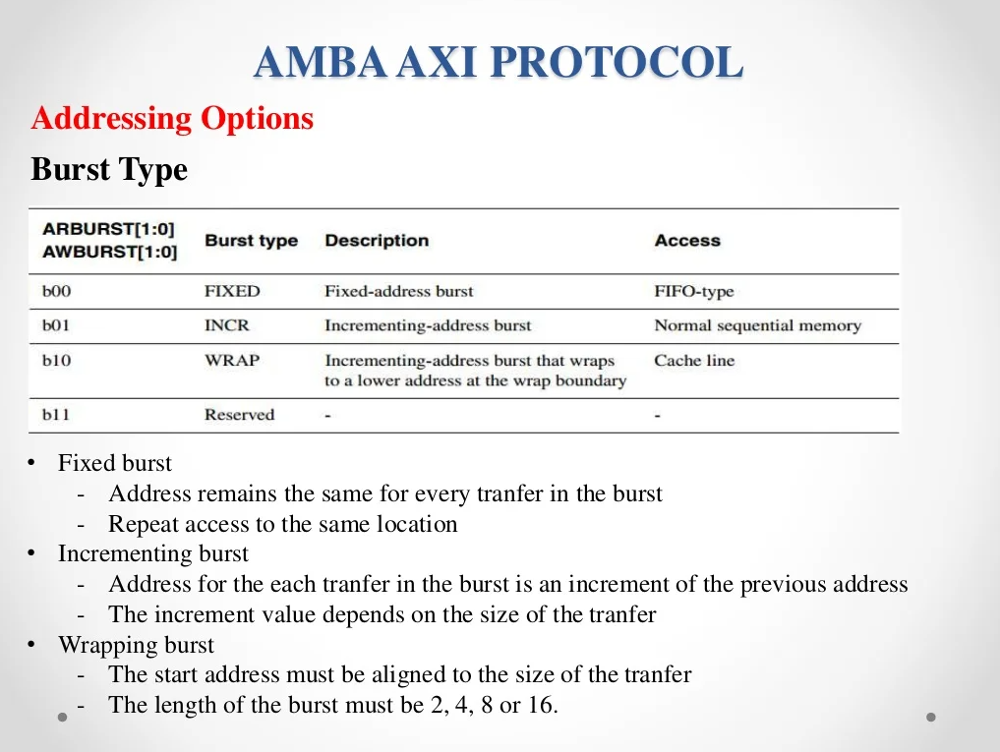 AMBA AXI PROTOCOL
Addressing Options
Burst Type
ARBURST[1:0]
AWBURST[1:0] Burst type Description Access
b00 FIXED Fixed-address burst FIFO-type
b01 INCR Incrementing-address burst Normal sequential memory
b10 WRAP Incrementing-address burst that wraps Cache line
to a lower address at the wrap boundary
b11 Reserved - -
• Fixed burst
- Address remains the same for every tranfer in the burst
- Repeat access to the same location
• Incrementing burst
- Address for the each tranfer in the burst is an increment of the previous address
- The increment value depends on the size of the tranfer
• Wrapping burst
- The start address must be aligned to the size of the tranfer
- The length of the burst must be 2, 4, 8 or 16.